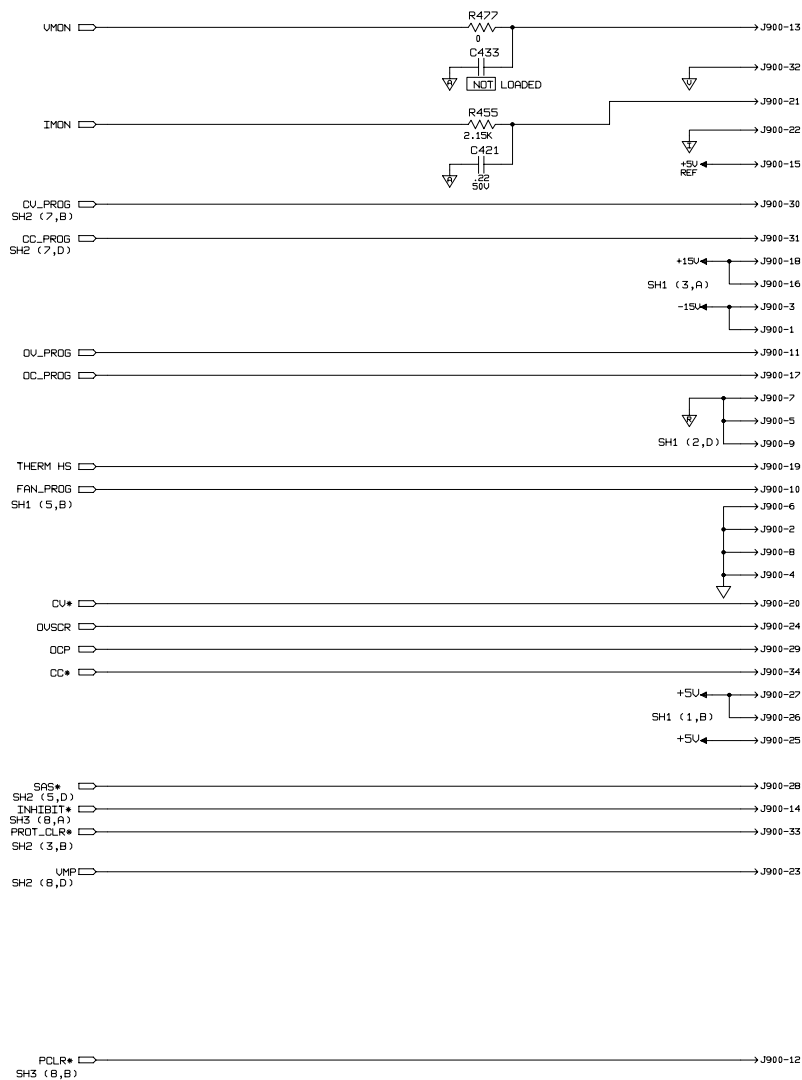 R477
VMON
J900-13
0
C433
J900-32
A
V
NOT LOADED
J900-21
R455
IMON
J900-22
2.15K
I
C421
+5V
REF
J900-15
A
.22
50V
CV_PROG
J900-30
SH2 (7,B)
CC_PROG
J900-31
SH2 (7,D)
+15V
J900-18
SH1 (3,A)
J900-16
-15V
J900-3
J900-1
OV_PROG
J900-11
OC_PROG
J900-17
J900-7
J900-5
SH1 (2,D)
J900-9
THERM HS
J900-19
FAN_PROG
J900-10
SH1 (5,B)
J900-6
J900-2
J900-8
J900-4
CV*
J900-20
OVSCR
J900-24
OCP
J900-29
CC*
J900-34
+5V
J900-27
SH1 (1,B)
J900-26
+5V
J900-25
SAS*
J900-28
SH2 (5,D)
INHIBIT*
J900-14
SH3 (8,A)
PROT_CLR*
J900-33
SH2 (3,B)
VMP
J900-23
SH2 (8,D)
PCLR*
J900-12
SH3 (8,B)